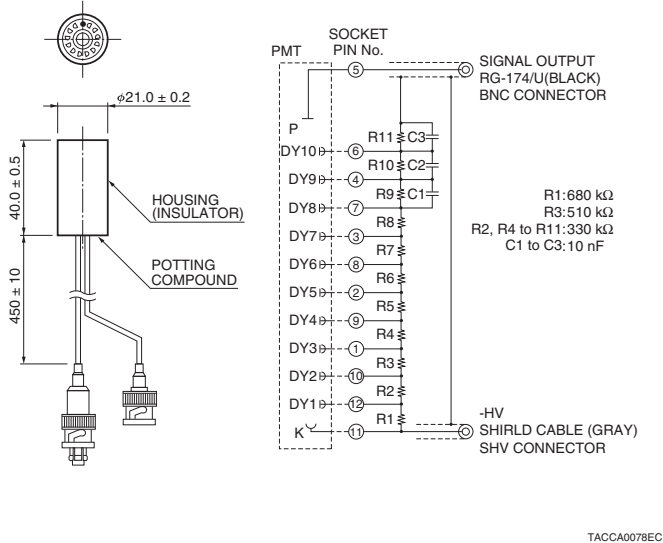 φ21.0 ± 0.2
40.0 ± 0.5
HOUSING
(INSULATOR)
POTTING
COMPOUND
450 ± 10
PMT
SOCKET
PIN No.
5
SIGNAL OUTPUT
RG-174/U(BLACK)
BNC CONNECTOR
P
R11 C3
DY10 6
R10 C2
DY9 4
R9 C1
DY8 7
R8
DY7 3
R7
DY6 8
R6
DY5 2
R5
DY4 9
R4
DY3 1
R3
DY2 10
R2
DY1 12
R1
K 11
R1:680 kΩ
R3:510 kΩ
R2, R4 to R11:330 kΩ
C1 to C3:10 nF
-HV
SHIRLD CABLE (GRAY)
SHV CONNECTOR
TACCA0078EC